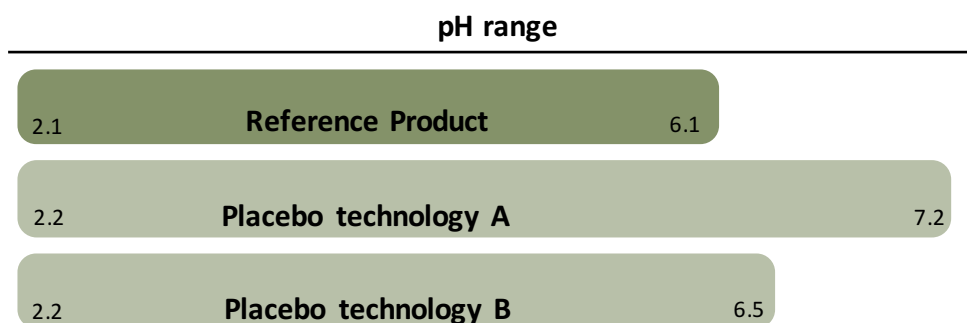 pH range
2.1 Reference Product 6.1
2.2 Placebo technology A 7.2
2.2 Placebo technology B 6.5